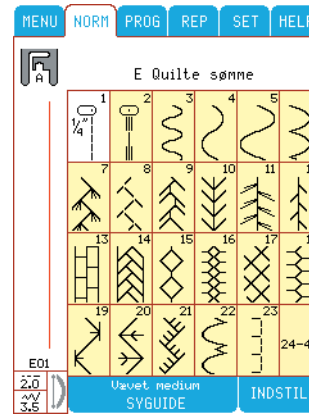 MENU NORM PROG REP SET HELP
A
E Quilte sømme
1 2 3 4 5
1/4"
7 8 9 10 11
13 14 15 16 17
19 20 21 22 23
24-4
E01
2.0 Vævet medium
3.5 SYGUIDE INDSTIL